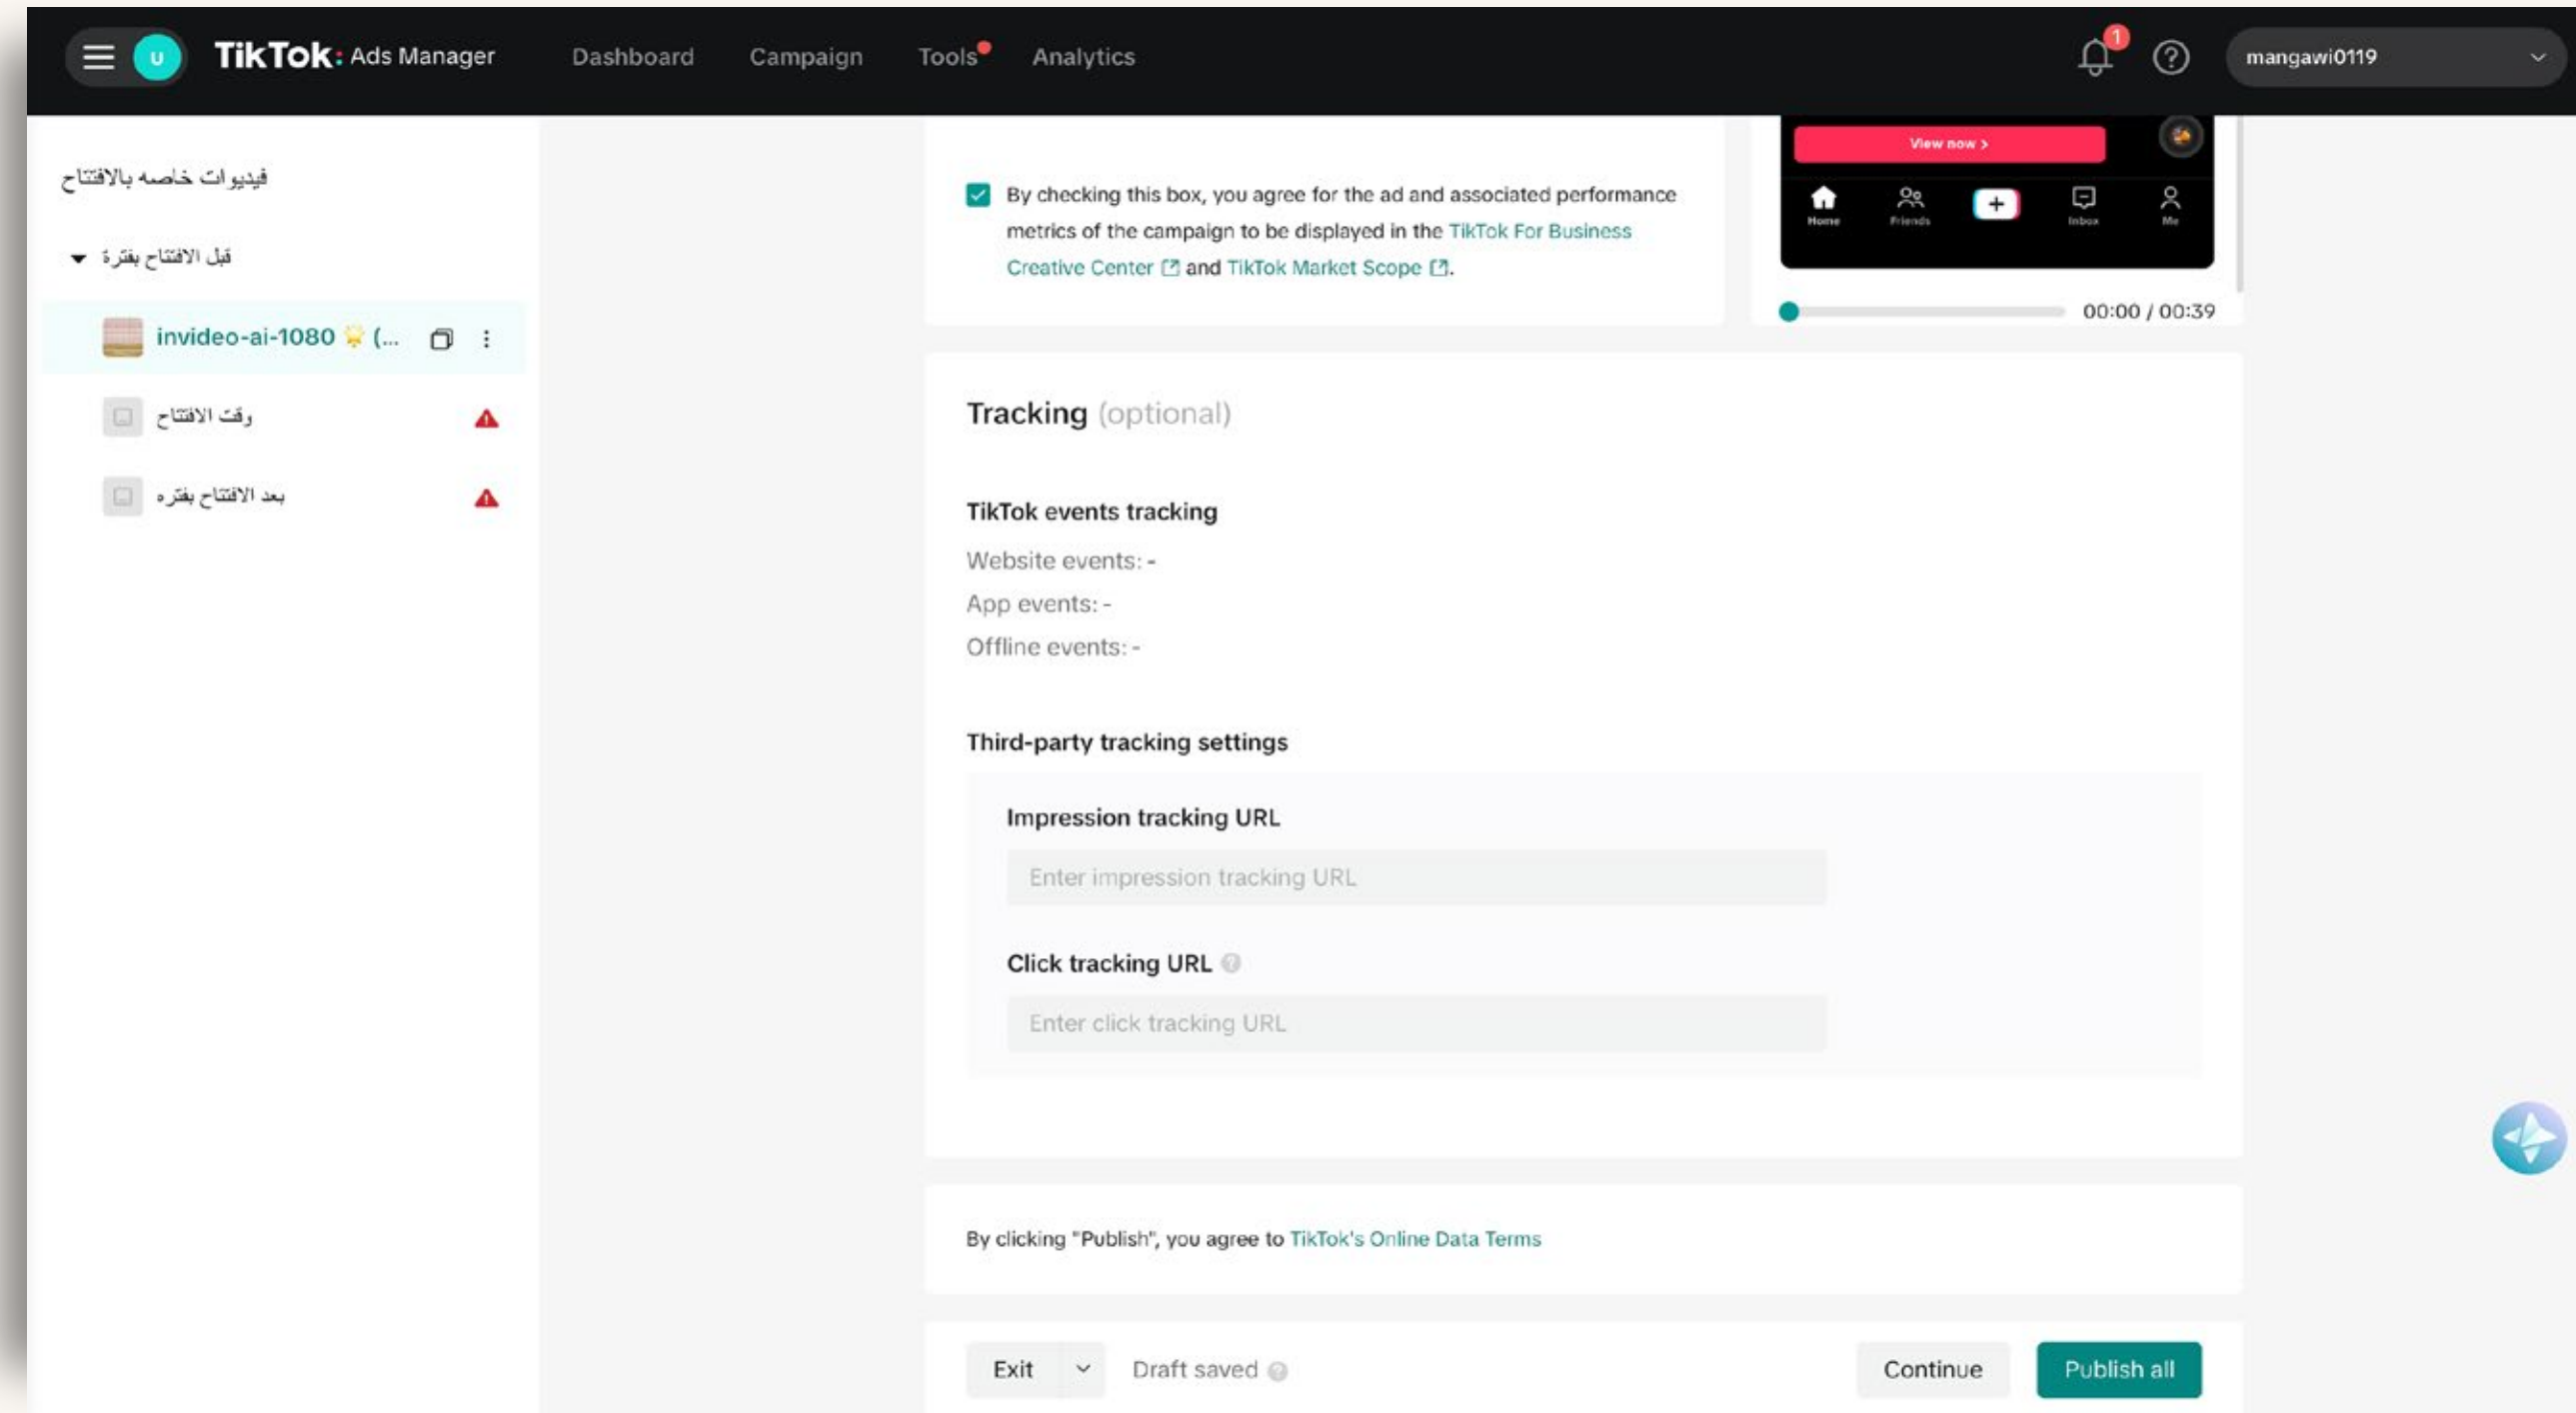 U
TikTok: Ads Manager
Dashboard
Campaign
Tools
Analytics
1
mangawi0119
فيديوات خاصه بالافتتاح
قبل الافتتاح بفترة
invideo-ai-1080 🌟 (...
وقت الافتتاح
بعد الافتتاح بفتره
By checking this box, you agree for the ad and associated performance
metrics of the campaign to be displayed in the TikTok For Business
Creative Center and TikTok Market Scope.
View now >
Home
Friends
Inbox
Me
00:00 / 00:39
Tracking (optional)
TikTok events tracking
Website events: -
App events: -
Offline events: -
Third-party tracking settings
Impression tracking URL
Enter impression tracking URL
Click tracking URL
Enter click tracking URL
By clicking "Publish", you agree to TikTok's Online Data Terms
Exit
Draft saved
Continue
Publish all